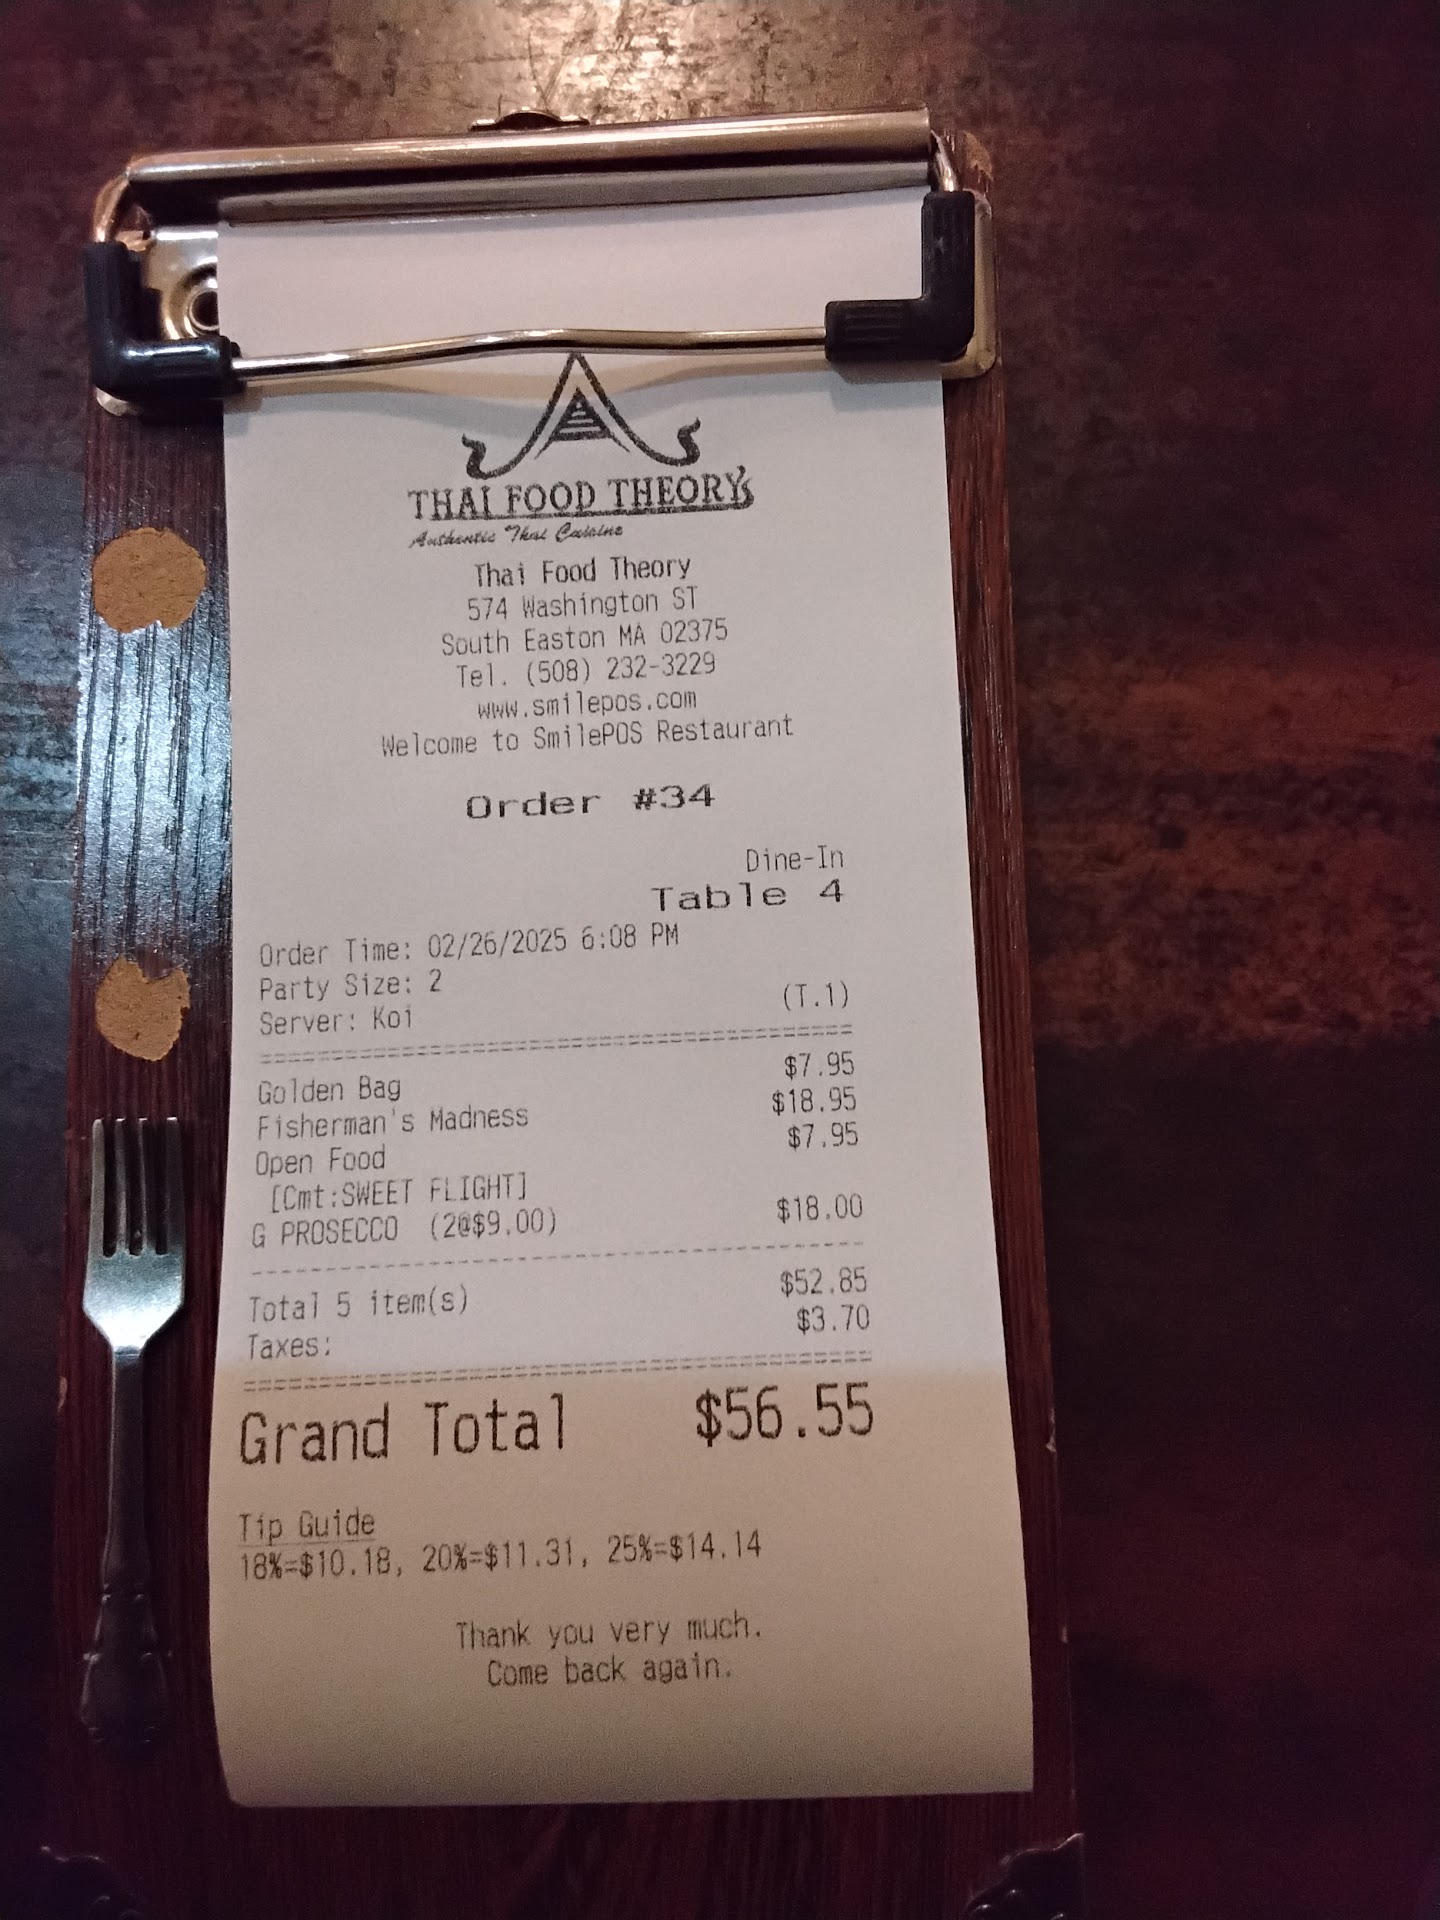 THAI FOOD THEORY's
Authentic Thai Cuisine
Thai Food Theory
574 Washington ST
South Easton MA 02375
Tel. (508) 232-3229
www.smilepos.com
Welcome to SmilePOS Restaurant
Order #34
Dine-In
Table 4
Order Time: 02/26/2025 6:08 PM
Party Size: 2
Server: Koi (T.1)
Golden Bag $7.95
Fisherman's Madness $18.95
Open Food $7.95
[Cmt:SWEET FLIGHT]
G PROSECCO (2@$9.00) $18.00
Total 5 item(s) $52.85
Taxes: $3.70
Grand Total $56.55
Tip Guide
18%=$10.18, 20%=$11.31, 25%=$14.14
Thank you very much.
Come back again.